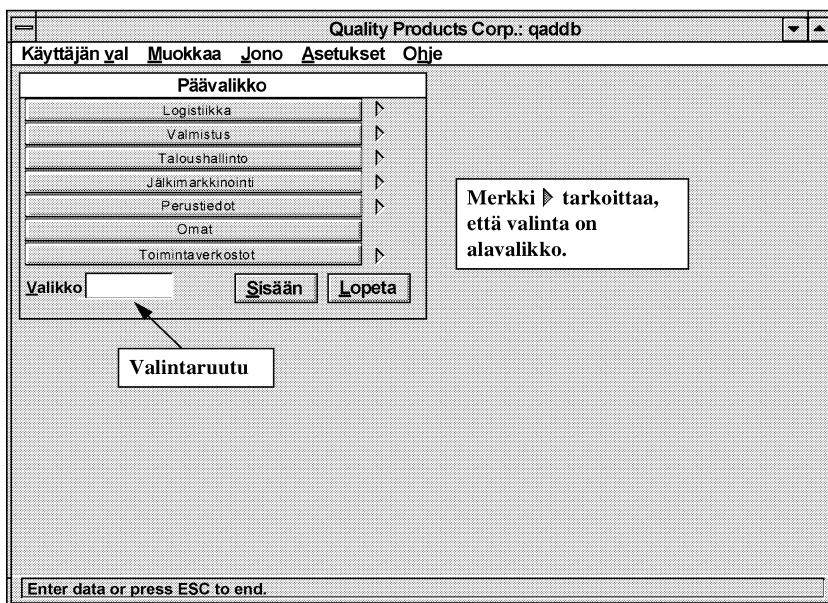 Quality Products Corp.: qaddb
Käyttäjän val Muokkaa Jono Asetukset Ohje
Päävalikko
Logistiikka
Valmistus
Taloushallinto
Jälkimarkkinointi
Perustiedot
Omat
Toimintaverkostot
Valikko Sisään Lopeta
Merkki tarkoittaa,
että valinta on
alavalikko.
Valintaruutu
Enter data or press ESC to end.